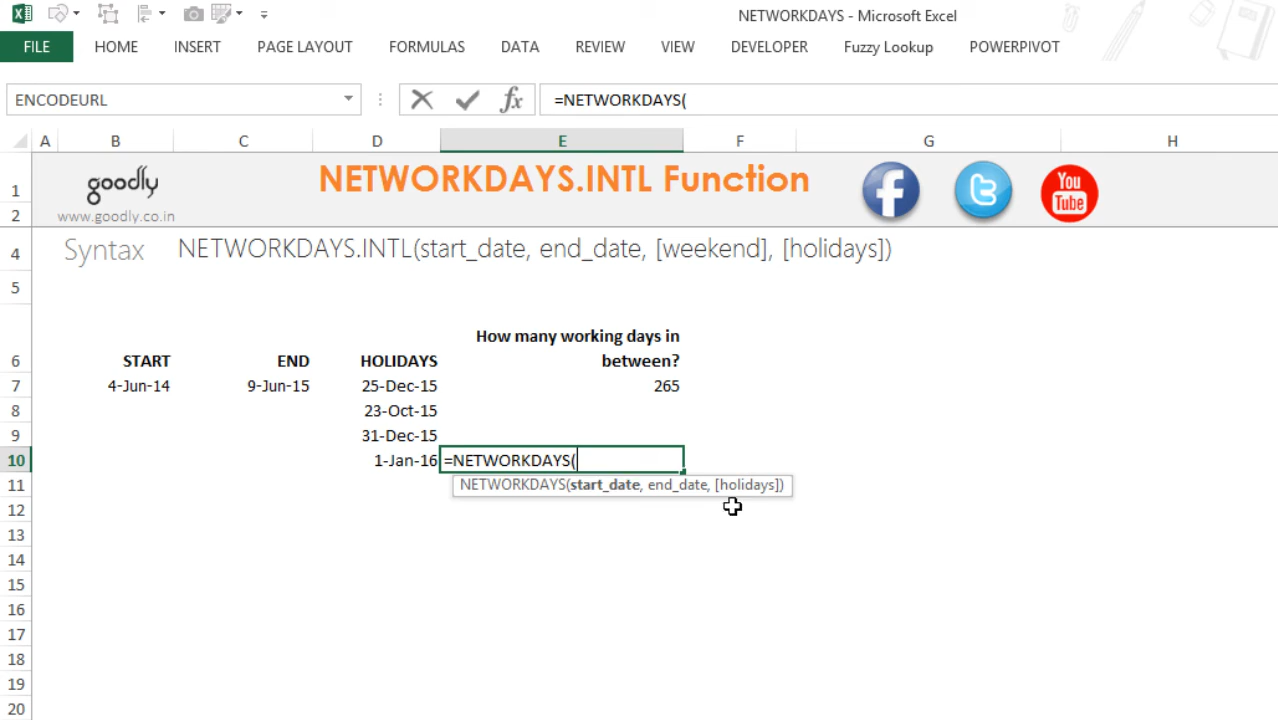 NETWORKDAYS - Microsoft Excel
FILE HOME INSERT PAGE LAYOUT FORMULAS DATA REVIEW VIEW DEVELOPER Fuzzy Lookup POWERPIVOT
ENCODEURL fx =NETWORKDAYS(
A B C D E F G H
1 goodly NETWORKDAYS.INTL Function f t You Tube
2 www.goodly.co.in
4 Syntax NETWORKDAYS.INTL(start_date, end_date, [weekend], [holidays])
5
How many working days in
6 START END HOLIDAYS between?
7 4-Jun-14 9-Jun-15 25-Dec-15 265
8 23-Oct-15
9 31-Dec-15
10 1-Jan-16 =NETWORKDAYS(
11 NETWORKDAYS(start_date, end_date, [holidays])
12
13
14
15
16
17
18
19
20